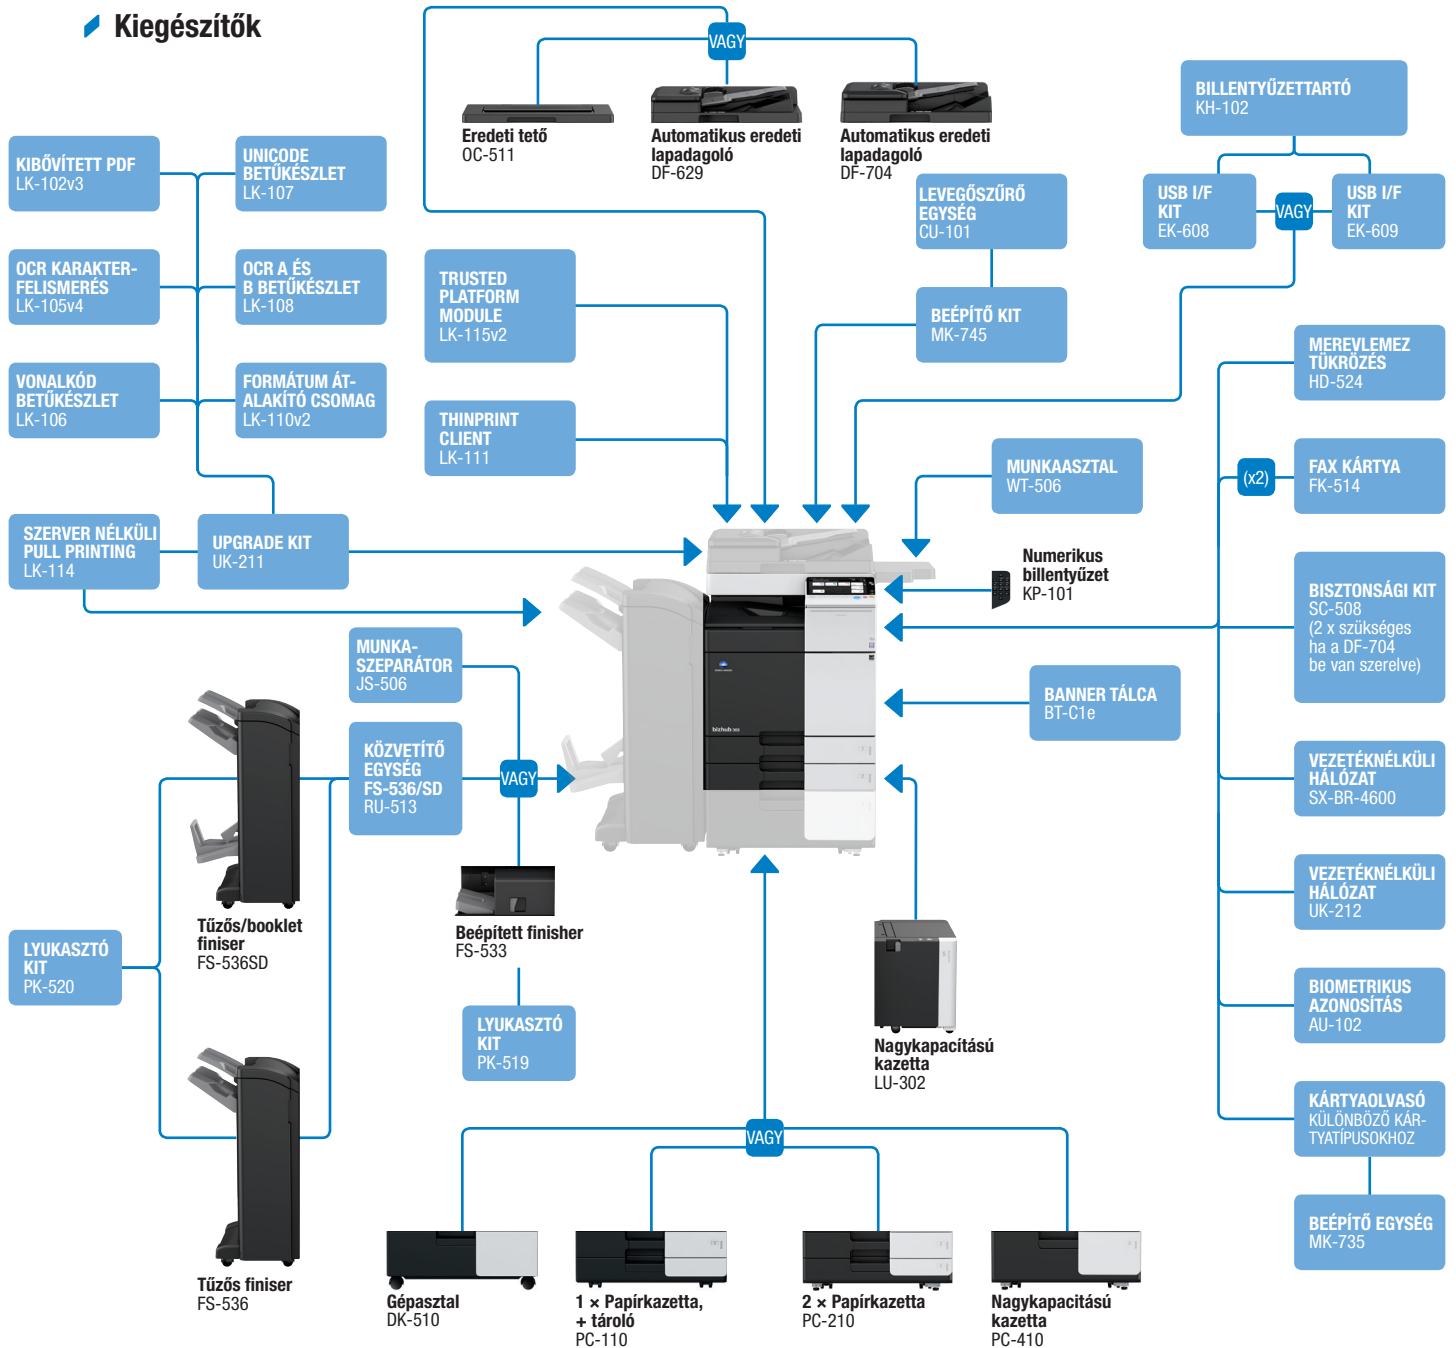 Kiegészítők
VAGY
Eredeti tető
OC-511
Automatikus eredeti
lapadagoló
DF-629
Automatikus eredeti
lapadagoló
DF-704
BILLENTYŰZETTARTÓ
KH-102
KIBŐVÍTETT PDF
LK-102v3
UNICODE
BETŰKÉSZLET
LK-107
LEVEGŐSZŰRŐ
EGYSÉG
CU-101
USB I/F
KIT
EK-608
VAGY
USB I/F
KIT
EK-609
OCR KARAKTER-
FELISMERÉS
LK-105v4
OCR A ÉS
B BETŰKÉSZLET
LK-108
TRUSTED
PLATFORM
MODULE
LK-115v2
BEÉPÍTŐ KIT
MK-745
MEREVLEMEZ
TÜKRÖZÉS
HD-524
VONALKÓD
BETŰKÉSZLET
LK-106
FORMÁTUM ÁT-
ALAKÍTÓ CSOMAG
LK-110v2
THINPRINT
CLIENT
LK-111
MUNKAASZTAL
WT-506
(x2)
FAX KÁRTYA
FK-514
SZERVER NÉLKÜLI
PULL PRINTING
LK-114
UPGRADE KIT
UK-211
Numerikus
billentyűzet
KP-101
BISZTONSÁGI KIT
SC-508
(2 x szükséges
ha a DF-704
be van szerelve)
MUNKA-
SZEPARÁTOR
JS-506
BANNER TÁLCA
BT-C1e
bizhub
KÖZVETÍTŐ
EGYSÉG
FS-536/SD
RU-513
VAGY
VEZETÉKNÉLKÜLI
HÁLÓZAT
SX-BR-4600
VEZETÉKNÉLKÜLI
HÁLÓZAT
UK-212
Tűzős/booklet
finiser
FS-536SD
Beépített finisher
FS-533
LYUKASZTÓ
KIT
PK-520
LYUKASZTÓ
KIT
PK-519
Nagykapacítású
kazetta
LU-302
BIOMETRIKUS
AZONOSÍTÁS
AU-102
KÁRTYAOLVASÓ
KÜLÖNBÖZŐ KÁR-
TYATÍPUSOKHOZ
VAGY
BEÉPÍTŐ EGYSÉG
MK-735
Tűzős finiser
FS-536
Gépasztal
DK-510
1 × Papírkazetta,
+ tároló
PC-110
2 × Papírkazetta
PC-210
Nagykapacitású
kazetta
PC-410